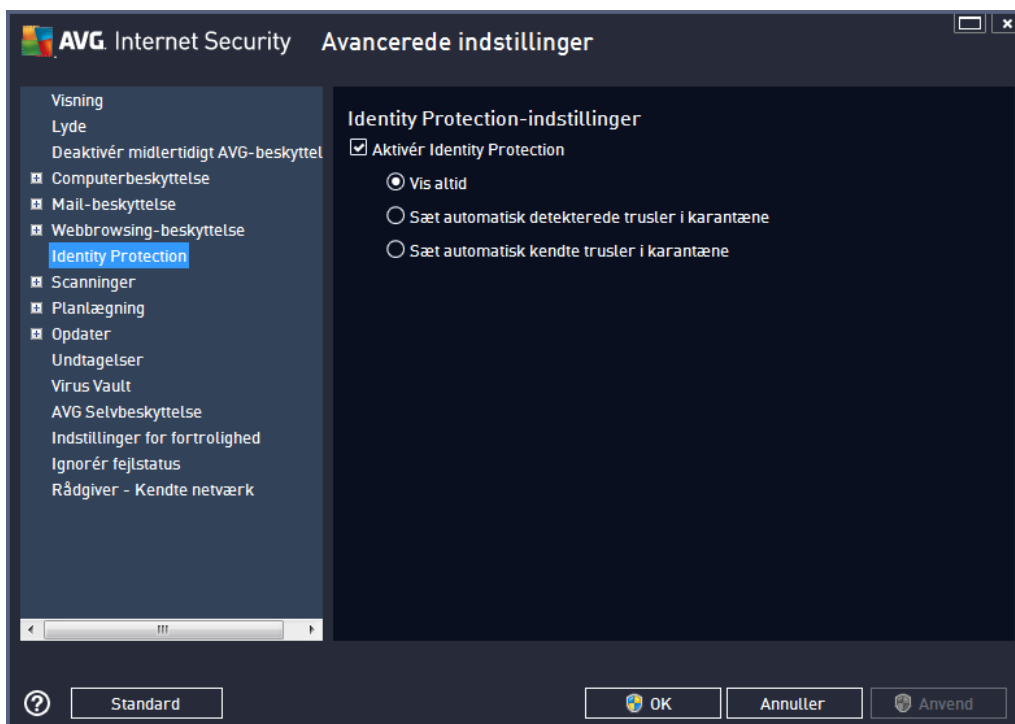 AVG. Internet Security Avancerede indstillinger
Visning
Lyde
Deaktivér midlertidigt AVG-beskyttel
Computerbeskyttelse
Mail-beskyttelse
Webbrowsing-beskyttelse
Identity Protection
Scanninger
Planlægning
Opdater
Undtagelser
Virus Vault
AVG Selvbeskyttelse
Indstillinger for fortrolighed
Ignorér fejlstatus
Rådgiver - Kendte netværk
Identity Protection-indstillinger
Aktivér Identity Protection
Vis altid
Sæt automatisk detekterede trusler i karantæne
Sæt automatisk kendte trusler i karantæne
? Standard OK Annuller Anvend